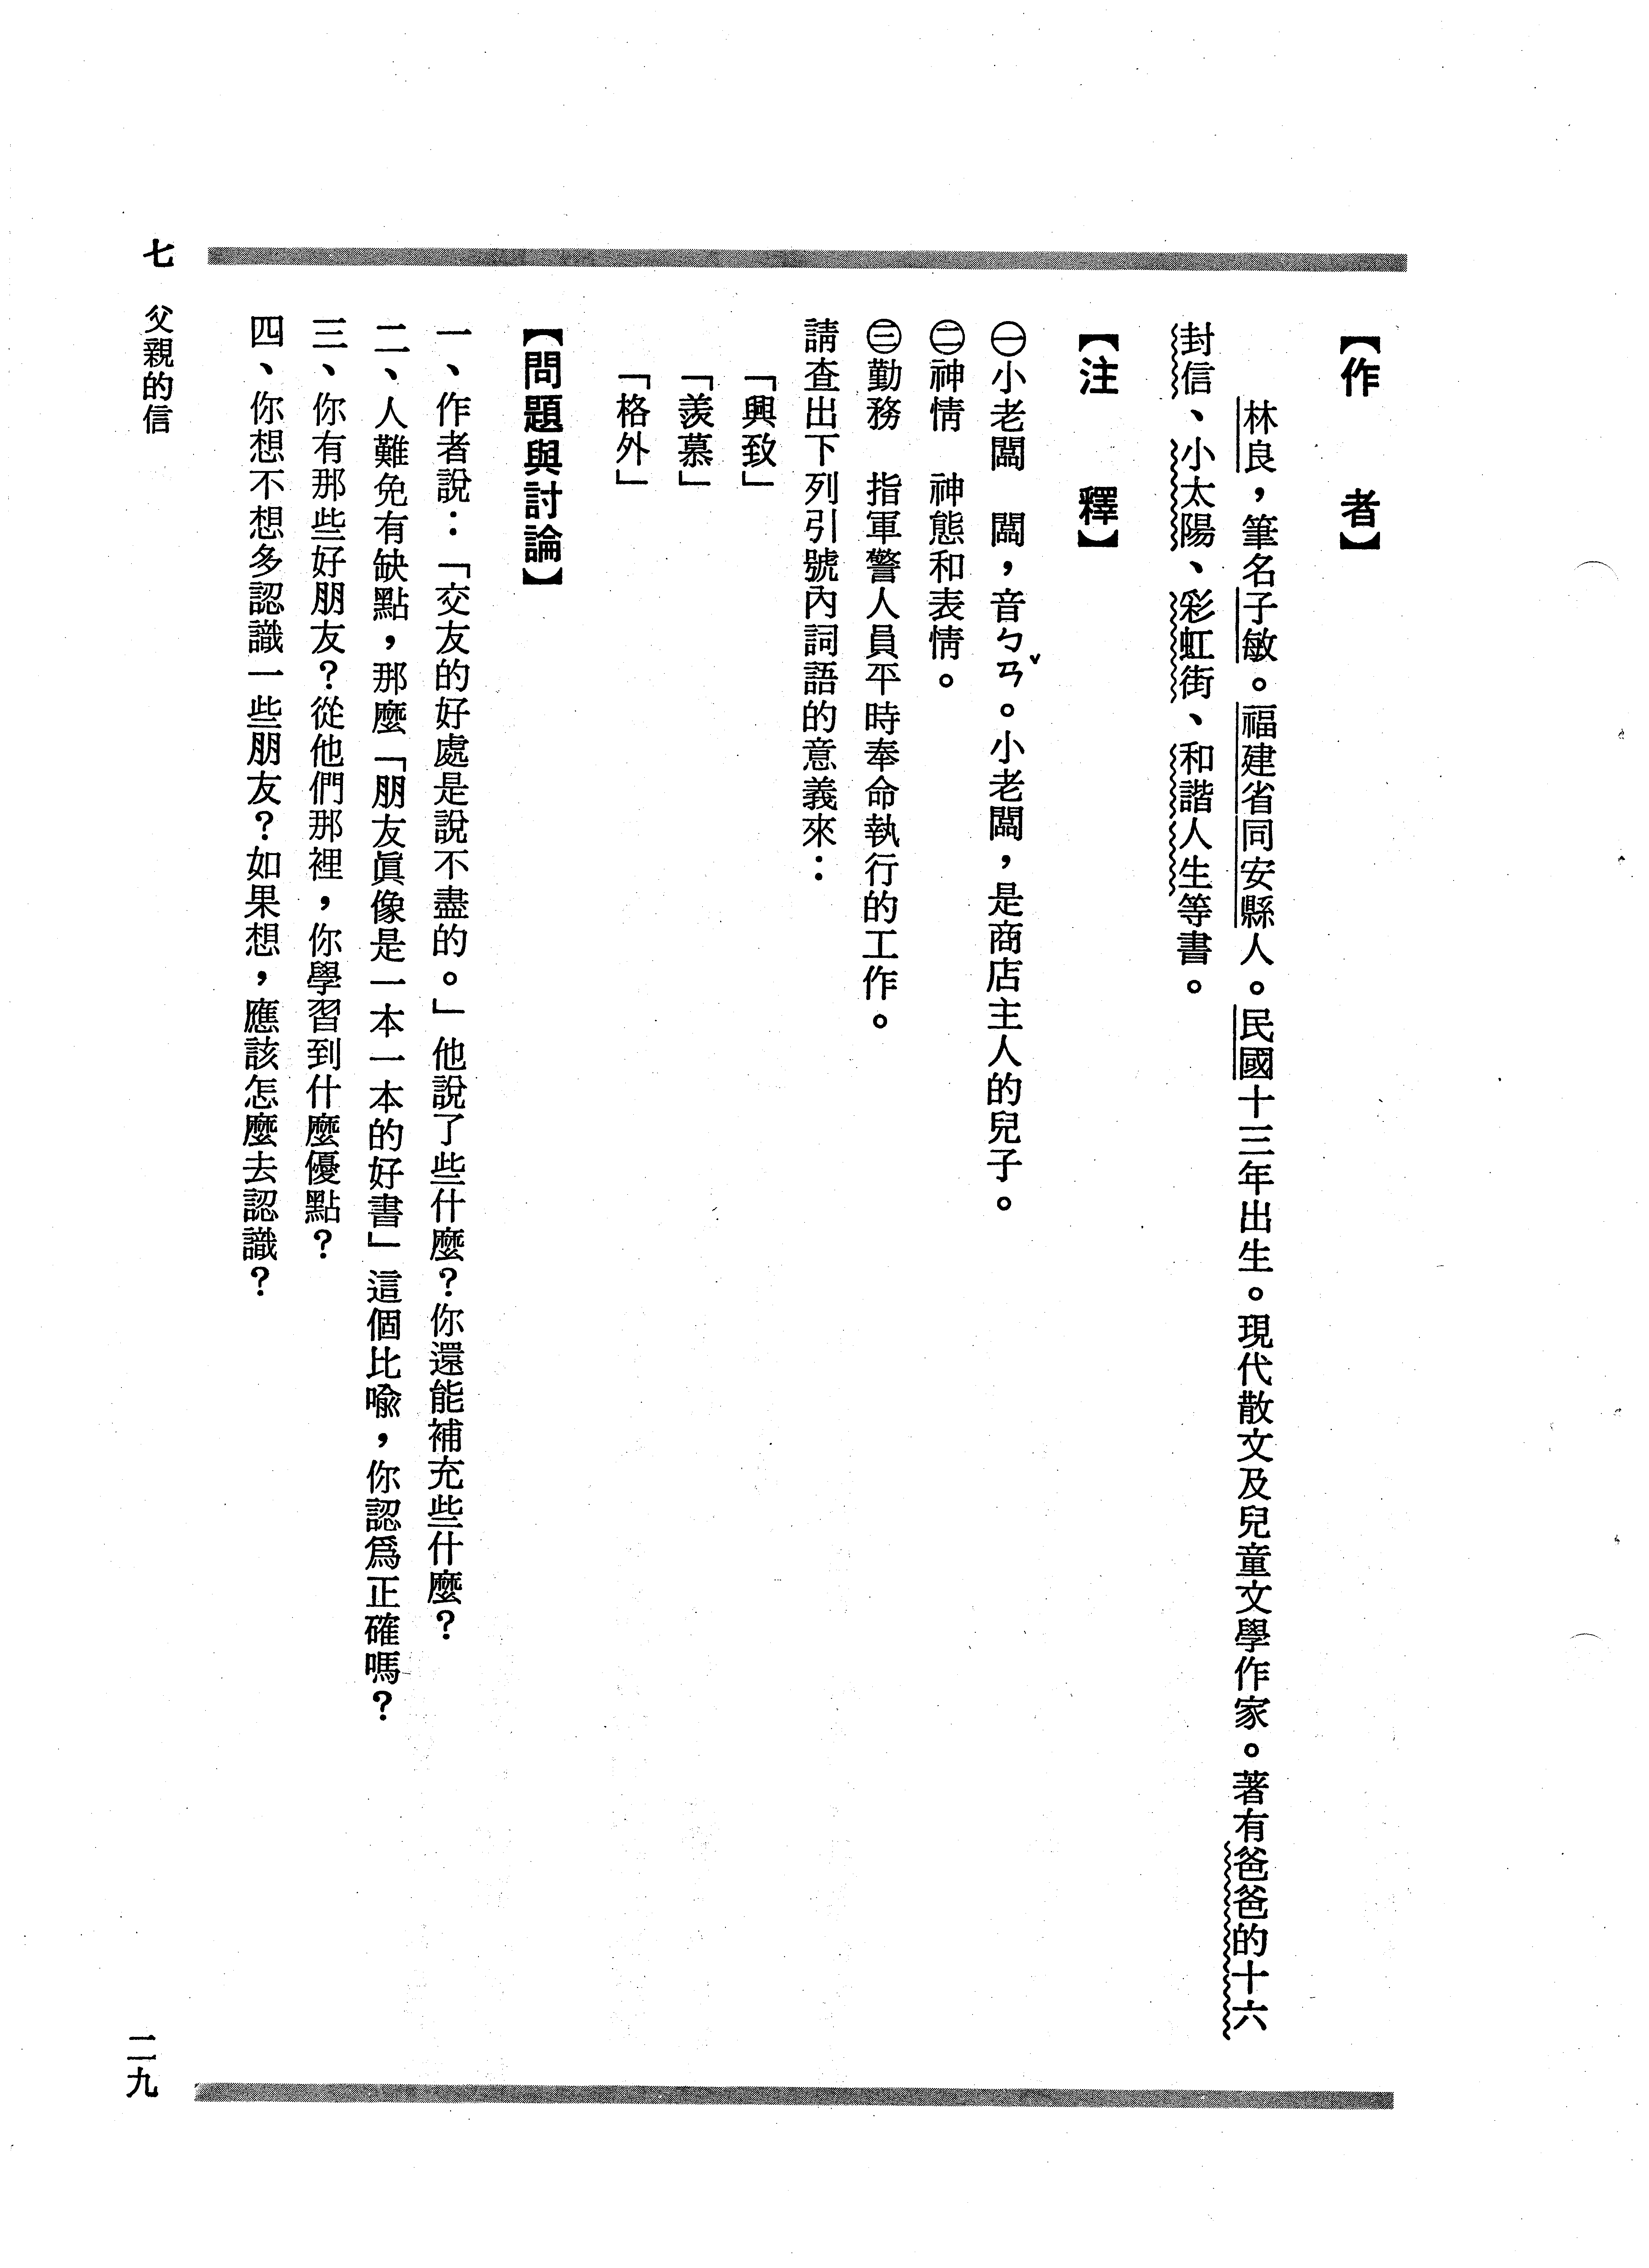 【作　者】
林良，筆名子敏。福建省同安縣人。民國十三年出生。現代散文及兒童文學作家。著有爸爸的十六
封信、小太陽、彩虹街、和諧人生等書。
【注　釋】
㊀小老闆　闆，音ㄅㄢˇ。小老闆，是商店主人的兒子。
㊁神情　神態和表情。
㊂勤務　指軍警人員平時奉命執行的工作。
請查出下列引號內詞語的意義來：
「興致」
「羨慕」
「格外」
【問題與討論】
一、作者說：「交友的好處是說不盡的。」他說了些什麼？你還能補充些什麼？
二、人難免有缺點，那麼「朋友眞像是一本一本的好書」這個比喻，你認爲正確嗎？
三、你有那些好朋友？從他們那裡，你學習到什麼優點？
四、你想不想多認識一些朋友？如果想，應該怎麼去認識？
七　父親的信
二九